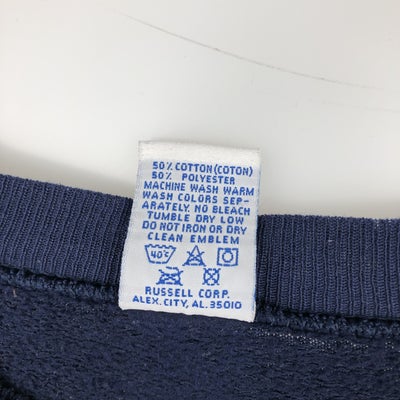 50% COTTON (COTON)
50% POLYESTER
MACHINE WASH WARM
WASH COLORS SEP-
ARATELY. NO BLEACH
TUMBLE DRY LOW
DO NOT IRON OR DRY
CLEAN EMBLEM
40°C
RUSSELL CORP.
ALEX. CITY, AL. 35010